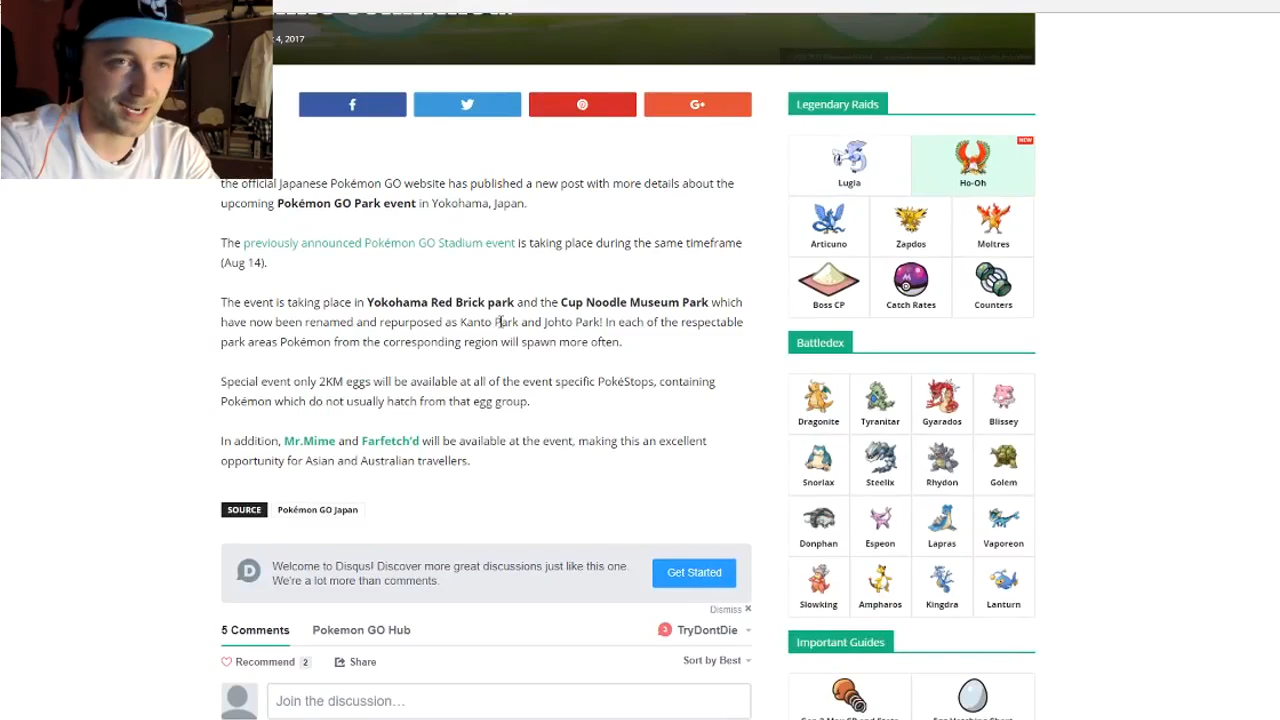 4, 2017
the official Japanese Pokémon GO website has published a new post with more details about the
upcoming Pokémon GO Park event in Yokohama, Japan.
The previously announced Pokémon GO Stadium event is taking place during the same timeframe
(Aug 14).
The event is taking place in Yokohama Red Brick park and the Cup Noodle Museum Park which
have now been renamed and repurposed as Kanto Park and Johto Park! In each of the respectable
park areas Pokémon from the corresponding region will spawn more often.
Special event only 2KM eggs will be available at all of the event specific PokéStops, containing
Pokémon which do not usually hatch from that egg group.
In addition, Mr.Mime and Farfetch'd will be available at the event, making this an excellent
opportunity for Asian and Australian travellers.
SOURCE Pokémon GO Japan
Welcome to Disqus! Discover more great discussions just like this one.
We're a lot more than comments.
Get Started
Dismiss ×
5 Comments Pokemon GO Hub 2 TryDontDie
Recommend 2 Share Sort by Best
Join the discussion…
Legendary Raids
NEW
Lugia Ho-Oh
Articuno Zapdos Moltres
Boss CP Catch Rates Counters
Battledex
Dragonite Tyranitar Gyarados Blissey
Snorlax Steelix Rhydon Golem
Donphan Espeon Lapras Vaporeon
Slowking Ampharos Kingdra Lanturn
Important Guides